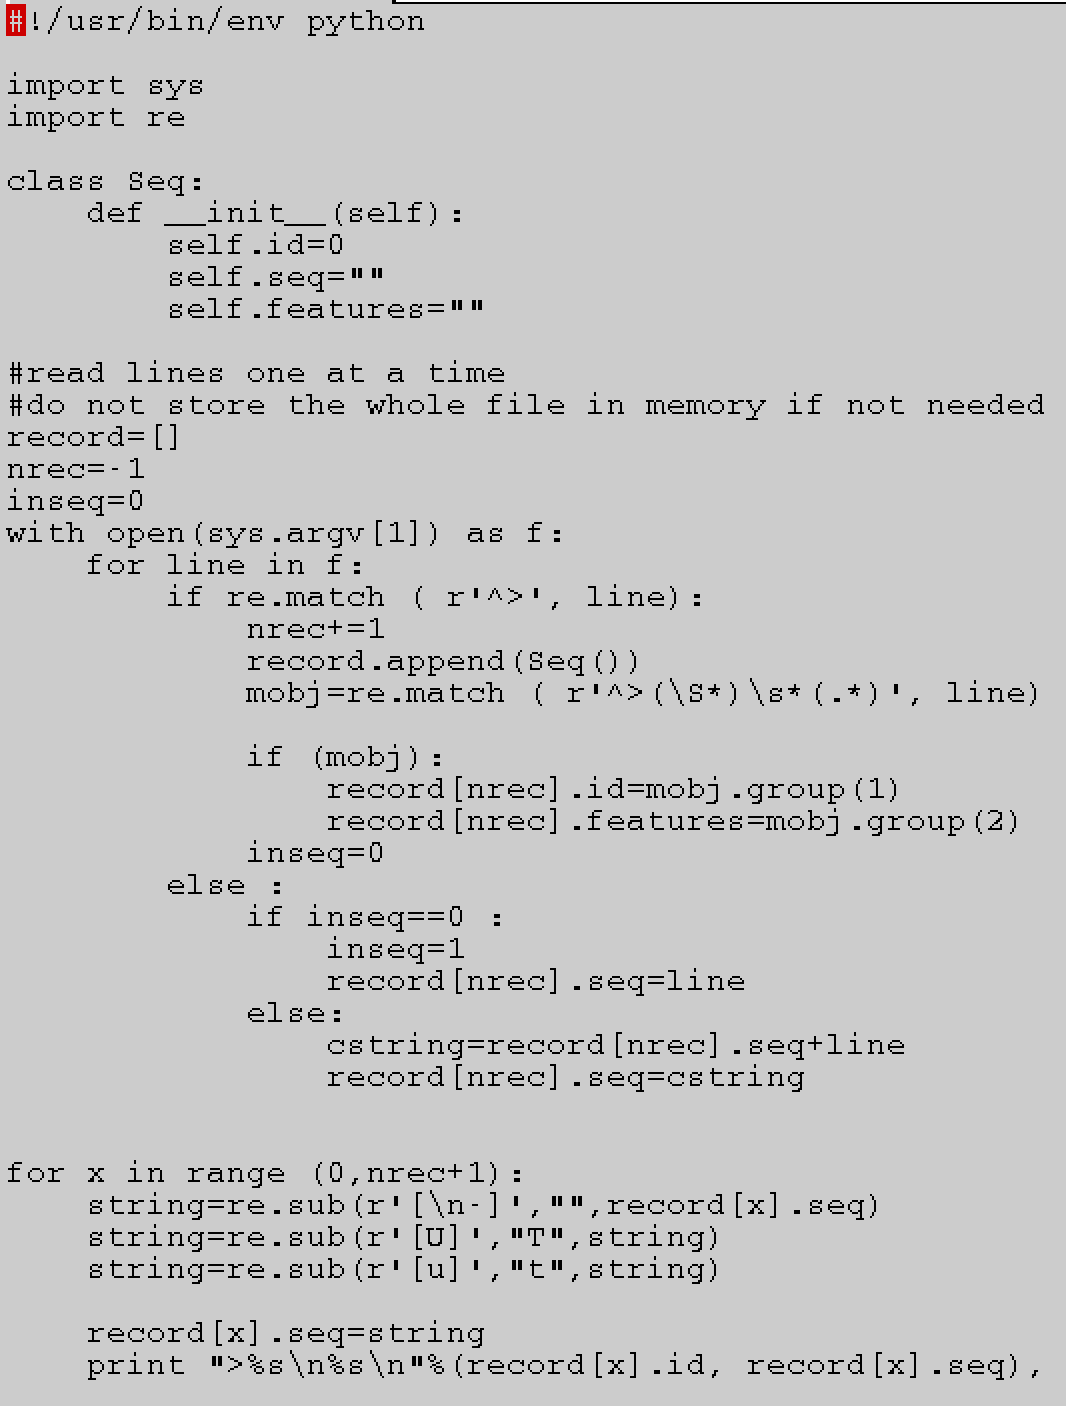 #!/usr/bin/env python

import sys
import re

class Seq:
    def __init__(self):
        self.id=0
        self.seq=""
        self.features=""

#read lines one at a time
#do not store the whole file in memory if not needed
record=[]
nrec=-1
inseq=0
with open(sys.argv[1]) as f:
    for line in f:
        if re.match ( r'^>', line):
            nrec+=1
            record.append(Seq())
            mobj=re.match ( r'^>(\S*)\s*(.*)', line)

            if (mobj):
                record[nrec].id=mobj.group(1)
                record[nrec].features=mobj.group(2)
            inseq=0
        else :
            if inseq==0 :
                inseq=1
                record[nrec].seq=line
            else:
                cstring=record[nrec].seq+line
                record[nrec].seq=cstring


for x in range (0,nrec+1):
    string=re.sub(r'[\n-]',"",record[x].seq)
    string=re.sub(r'[U]',"T",string)
    string=re.sub(r'[u]',"t",string)

    record[x].seq=string
    print ">%s\n%s\n"%(record[x].id, record[x].seq),